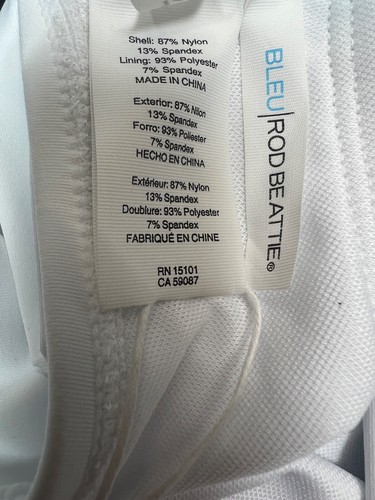 Shell: 87% Nylon
13% Spandex
Lining: 93% Polyester
7% Spandex
MADE IN CHINA
Exterior: 87% Nilon
13% Spandex
Forro: 93% Poliester
7% Spandex
HECHO EN CHINA
Extérieur: 87% Nylon
13% Spandex
Doublure: 93% Polyester
7% Spandex
FABRIQUÉ EN CHINE
RN 15101
CA 59087
BLEU|ROD BEATTIE®